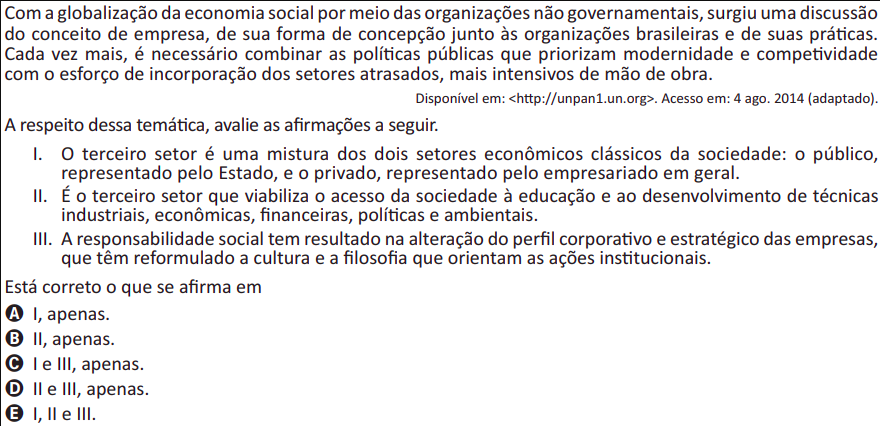 Com a globalização da economia social por meio das organizações não governamentais, surgiu uma discussão
do conceito de empresa, de sua forma de concepção junto às organizações brasileiras e de suas práticas.
Cada vez mais, é necessário combinar as políticas públicas que priorizam modernidade e competividade
com o esforço de incorporação dos setores atrasados, mais intensivos de mão de obra.
Disponível em: <http://unpan1.un.org>. Acesso em: 4 ago. 2014 (adaptado).
A respeito dessa temática, avalie as afirmações a seguir.
I. O terceiro setor é uma mistura dos dois setores econômicos clássicos da sociedade: o público,
representado pelo Estado, e o privado, representado pelo empresariado em geral.
II. É o terceiro setor que viabiliza o acesso da sociedade à educação e ao desenvolvimento de técnicas
industriais, econômicas, financeiras, políticas e ambientais.
III. A responsabilidade social tem resultado na alteração do perfil corporativo e estratégico das empresas,
que têm reformulado a cultura e a filosofia que orientam as ações institucionais.
Está correto o que se afirma em
A I, apenas.
B II, apenas.
C I e III, apenas.
D II e III, apenas.
E I, II e III.